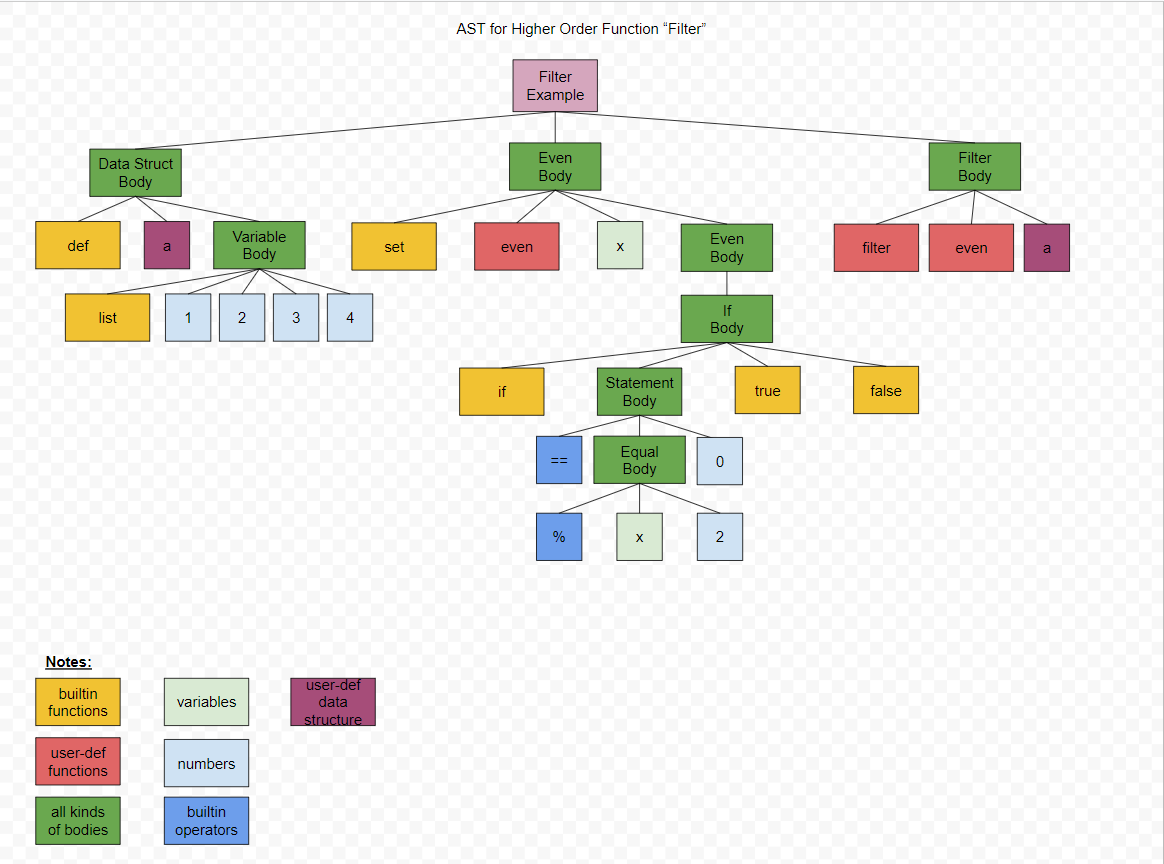 AST for Higher Order Function “Filter”
Filter
Example
Data Struct
Body
Even
Body
Filter
Body
def
a
Variable
Body
set
even
x
Even
Body
filter
even
a
list
1
2
3
4
If
Body
if
Statement
Body
true
false
==
Equal
Body
0
%
x
2
Notes:
builtin
functions
variables
user-def
data
structure
user-def
functions
numbers
all kinds
of bodies
builtin
operators